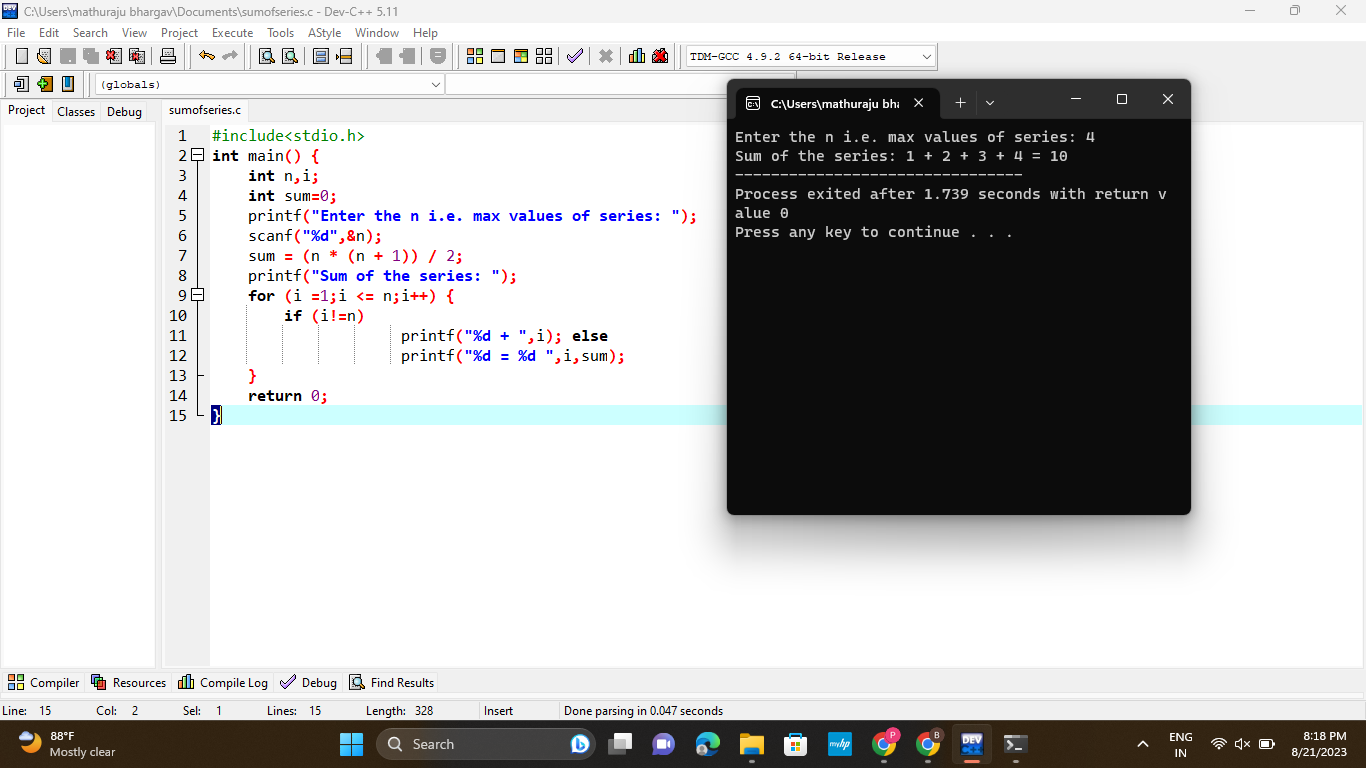 C:\Users\mathuraju bhargav\Documents\sumofseries.c - Dev-C++ 5.11
File Edit Search View Project Execute Tools AStyle Window Help
TDM-GCC 4.9.2 64-bit Release
(globals)
Project Classes Debug
sumofseries.c
1 #include<stdio.h>
2 int main() {
3 int n,i;
4 int sum=0;
5 printf("Enter the n i.e. max values of series: ");
6 scanf("%d",&n);
7 sum = (n * (n + 1)) / 2;
8 printf("Sum of the series: ");
9 for (i =1;i <= n;i++) {
10 if (i!=n)
11 printf("%d + ",i); else
12 printf("%d = %d ",i,sum);
13 }
14 return 0;
15 }
C:\Users\mathuraju bha
Enter the n i.e. max values of series: 4
Sum of the series: 1 + 2 + 3 + 4 = 10
--------------------------------
Process exited after 1.739 seconds with return v
alue 0
Press any key to continue . . .
Compiler Resources Compile Log Debug Find Results
Line: 15 Col: 2 Sel: 1 Lines: 15 Length: 328 Insert Done parsing in 0.047 seconds
88°F
Mostly clear
Search
myhp
P
B
DEV
ENG
IN
8:18 PM
8/21/2023